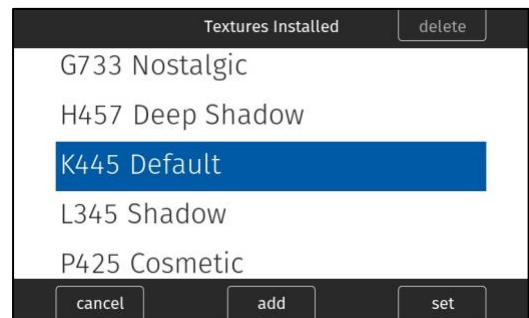 Textures Installed delete
G733 Nostalgic
H457 Deep Shadow
K445 Default
L345 Shadow
P425 Cosmetic
cancel add set